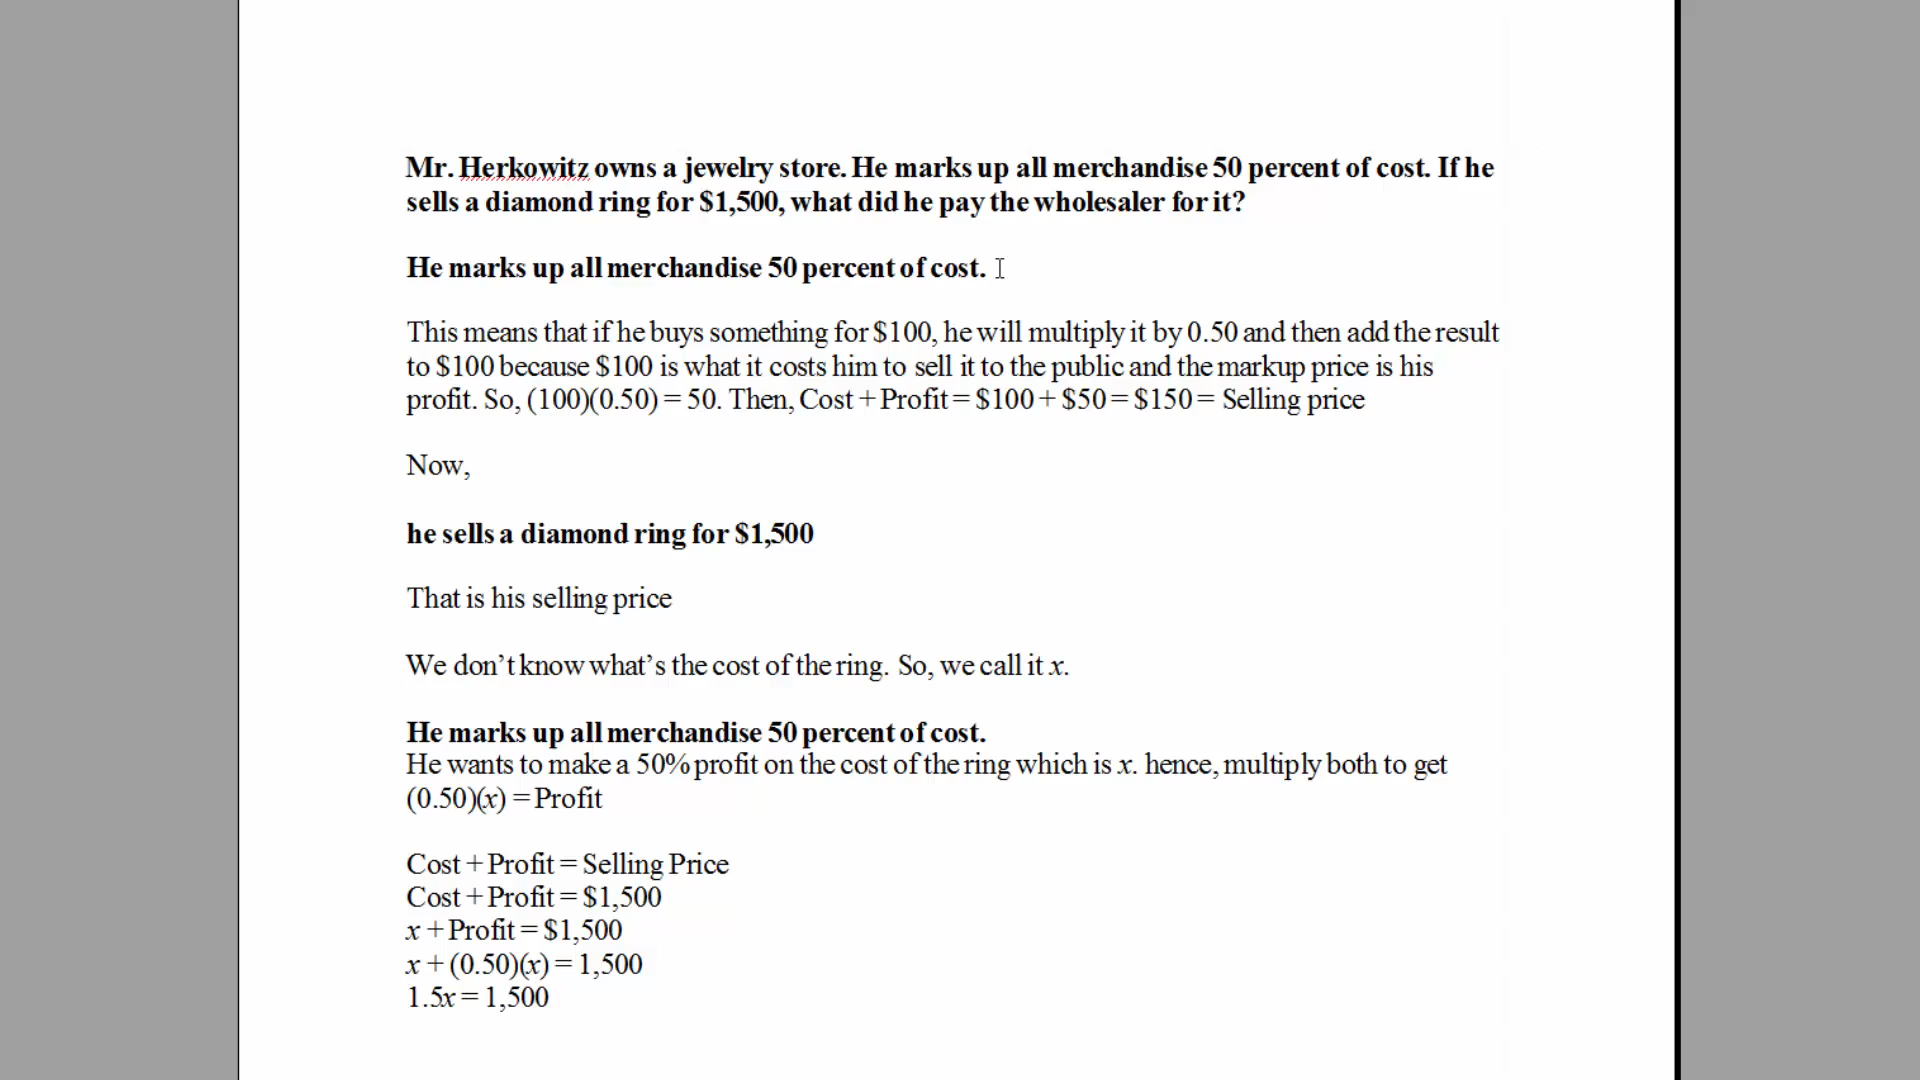 Mr. Herkowitz owns a jewelry store. He marks up all merchandise 50 percent of cost. If he
sells a diamond ring for $1,500, what did he pay the wholesaler for it?
He marks up all merchandise 50 percent of cost.
This means that if he buys something for $100, he will multiply it by 0.50 and then add the result
to $100 because $100 is what it costs him to sell it to the public and the markup price is his
profit. So, (100)(0.50) = 50. Then, Cost + Profit = $100 + $50 = $150 = Selling price
Now,
he sells a diamond ring for $1,500
That is his selling price
We don’t know what’s the cost of the ring. So, we call it x.
He marks up all merchandise 50 percent of cost.
He wants to make a 50% profit on the cost of the ring which is x. hence, multiply both to get
(0.50)(x) = Profit
Cost + Profit = Selling Price
Cost + Profit = $1,500
x + Profit = $1,500
x + (0.50)(x) = 1,500
1.5x = 1,500